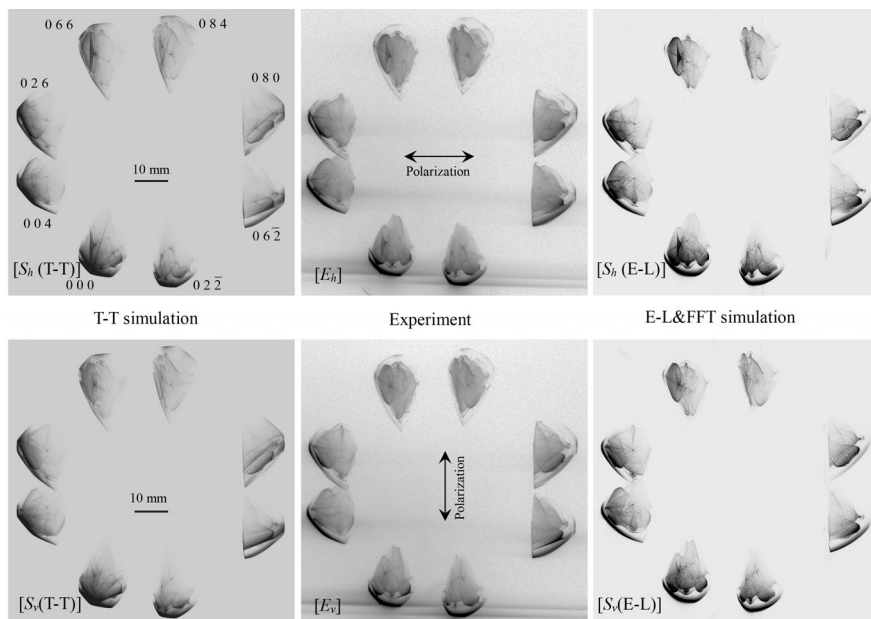 0 6 6
0 8 4
0 2 6
0 8 0
10 mm
Polarization
0 0 4
0 6 2̄
[S_h (T-T)]
0 0 0
0 2 2̄
[E_h]
[S_h (E-L)]
T-T simulation
Experiment
E-L&FFT simulation
10 mm
Polarization
[S_v(T-T)]
[E_v]
[S_v(E-L)]